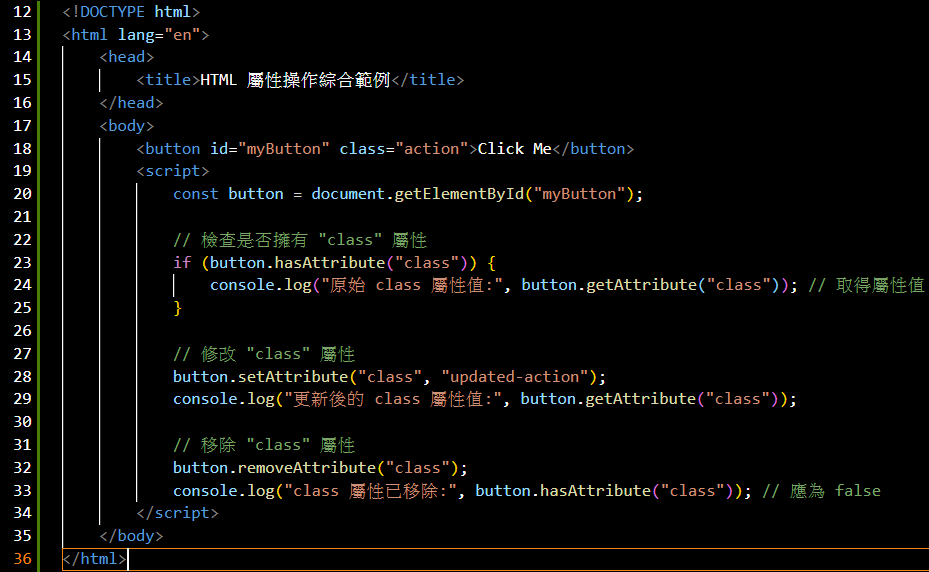 12 <!DOCTYPE html>
13 <html lang="en">
14     <head>
15         <title>HTML 屬性操作綜合範例</title>
16     </head>
17     <body>
18         <button id="myButton" class="action">Click Me</button>
19         <script>
20             const button = document.getElementById("myButton");
21
22             // 檢查是否擁有 "class" 屬性
23             if (button.hasAttribute("class")) {
24                 console.log("原始 class 屬性值:", button.getAttribute("class")); // 取得屬性值
25             }
26
27             // 修改 "class" 屬性
28             button.setAttribute("class", "updated-action");
29             console.log("更新後的 class 屬性值:", button.getAttribute("class"));
30
31             // 移除 "class" 屬性
32             button.removeAttribute("class");
33             console.log("class 屬性已移除:", button.hasAttribute("class")); // 應為 false
34         </script>
35     </body>
36 </html>